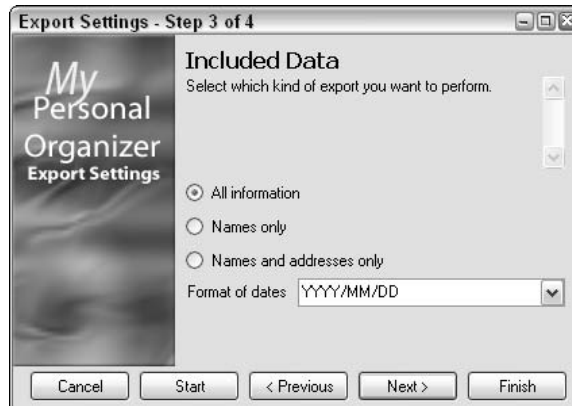 Export Settings - Step 3 of 4
My
Personal
Organizer
Export Settings
Included Data
Select which kind of export you want to perform.
All information
Names only
Names and addresses only
Format of dates YYYY/MM/DD
Cancel Start < Previous Next > Finish